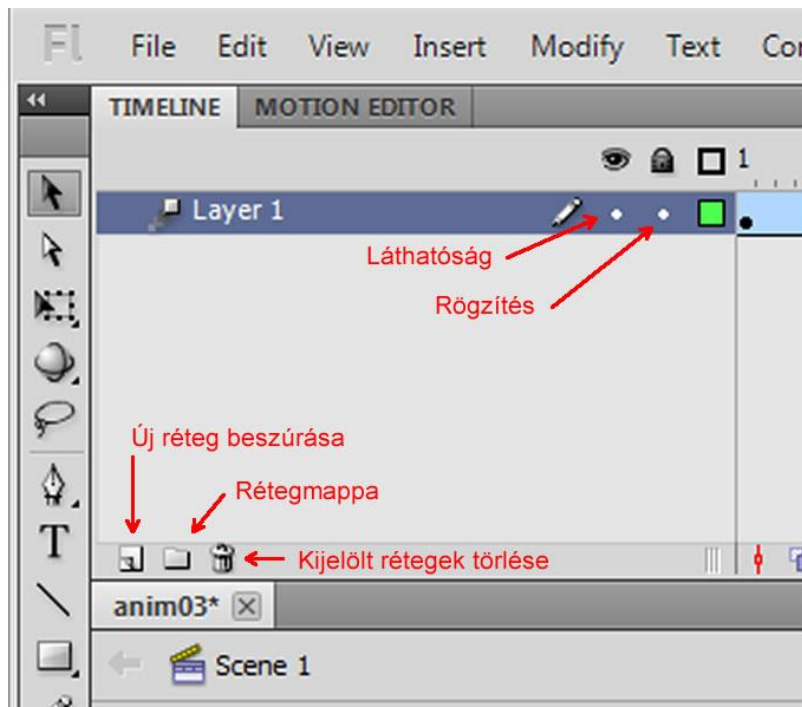 Fl File Edit View Insert Modify Text
TIMELINE MOTION EDITOR
1
Layer 1
Láthatóság
Rögzítés
Új réteg beszúrása
Rétegmappa
T
Kijelölt rétegek törlése
anim03*
Scene 1